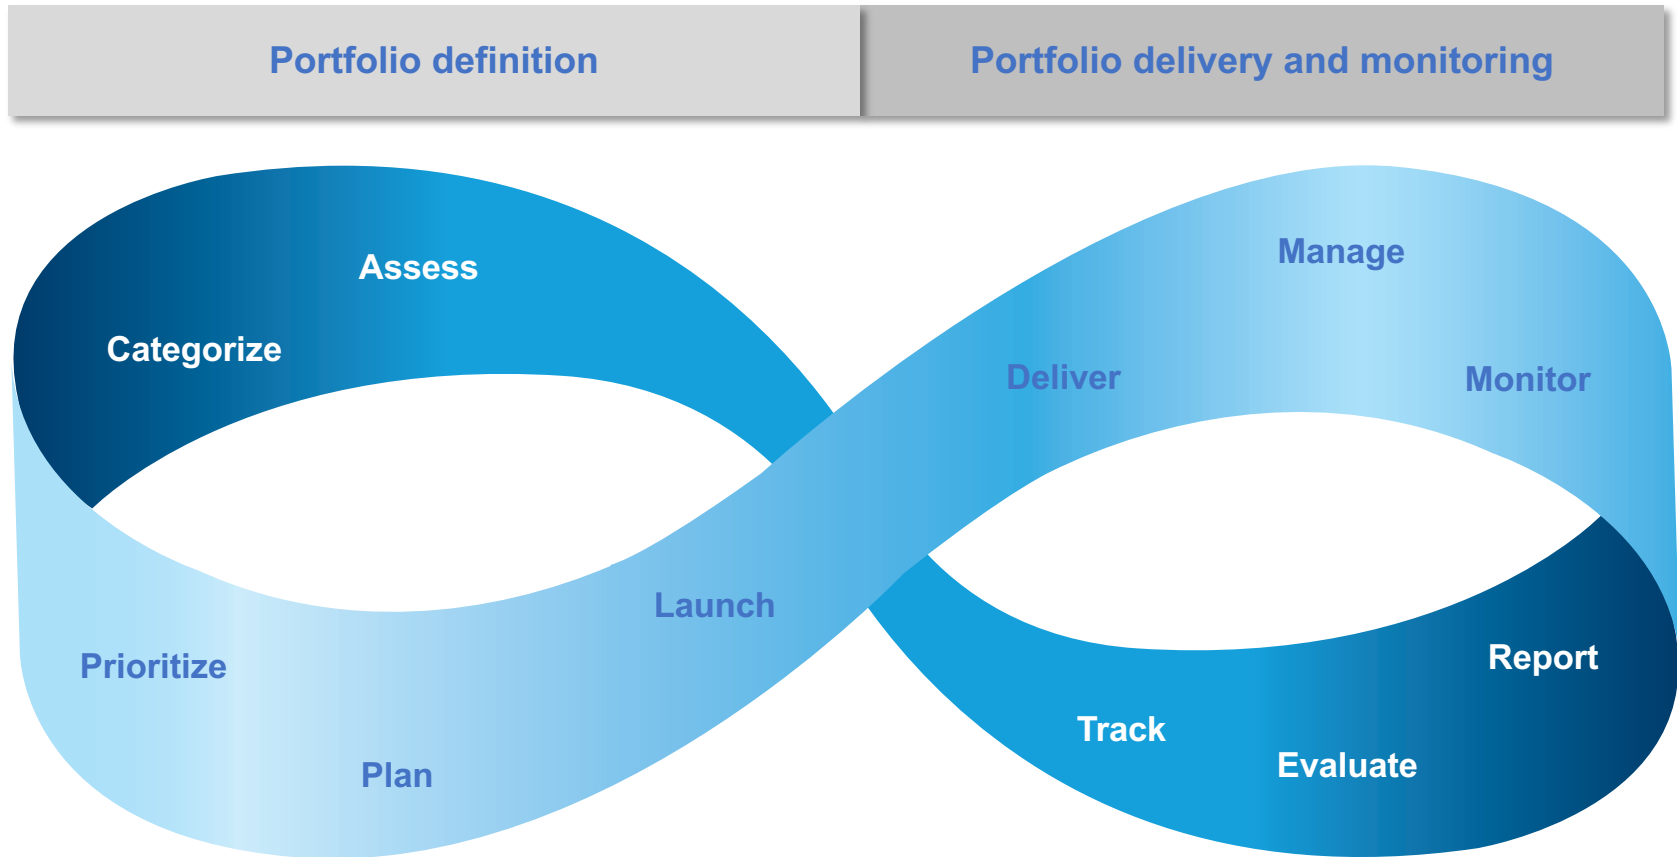 Portfolio definition
Portfolio delivery and monitoring
Assess
Categorize
Prioritize
Plan
Launch
Deliver
Manage
Monitor
Report
Evaluate
Track